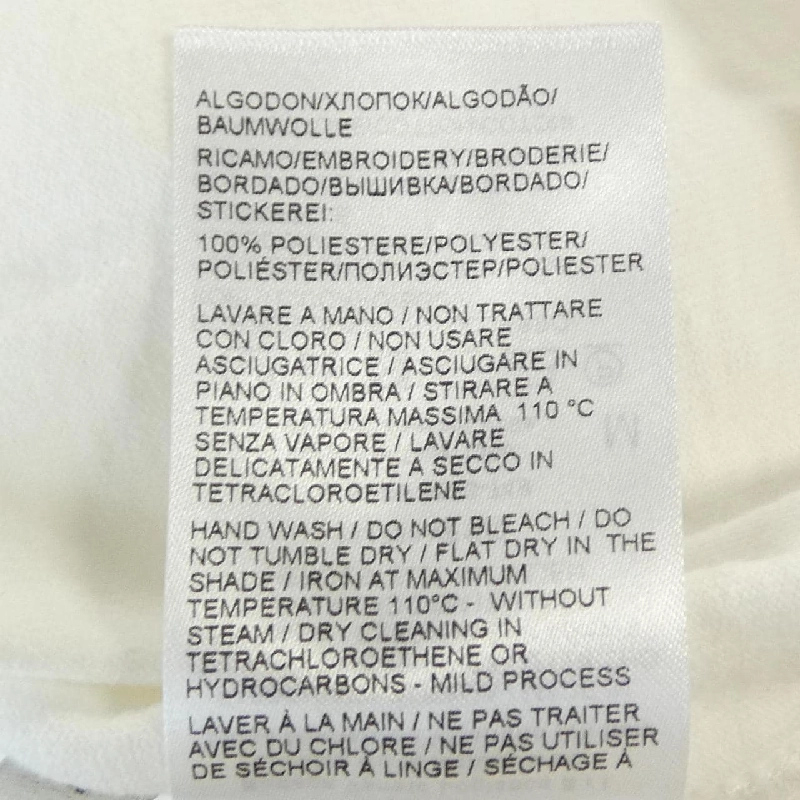 ALGODON/ХЛОПОК/ALGODÃO/
BAUMWOLLE
RICAMO/EMBROIDERY/BRODERIE/
BORDADO/ВЫШИВКА/BORDADO/
STICKEREI:
100% POLIESTERE/POLYESTER/
POLIÉSTER/ПОЛИЭСТЕР/POLIESTER
LAVARE A MANO / NON TRATTARE
CON CLORO / NON USARE
ASCIUGATRICE / ASCIUGARE IN
PIANO IN OMBRA / STIRARE A
TEMPERATURA MASSIMA 110 °C
SENZA VAPORE / LAVARE
DELICATAMENTE A SECCO IN
TETRACLOROETILENE
HAND WASH / DO NOT BLEACH / DO
NOT TUMBLE DRY / FLAT DRY IN THE
SHADE / IRON AT MAXIMUM
TEMPERATURE 110°C - WITHOUT
STEAM / DRY CLEANING IN
TETRACHLOROETHENE OR
HYDROCARBONS - MILD PROCESS
LAVER À LA MAIN / NE PAS TRAITER
AVEC DU CHLORE / NE PAS UTILISER
DE SÉCHOIR À LINGE / SÉCHAGE À